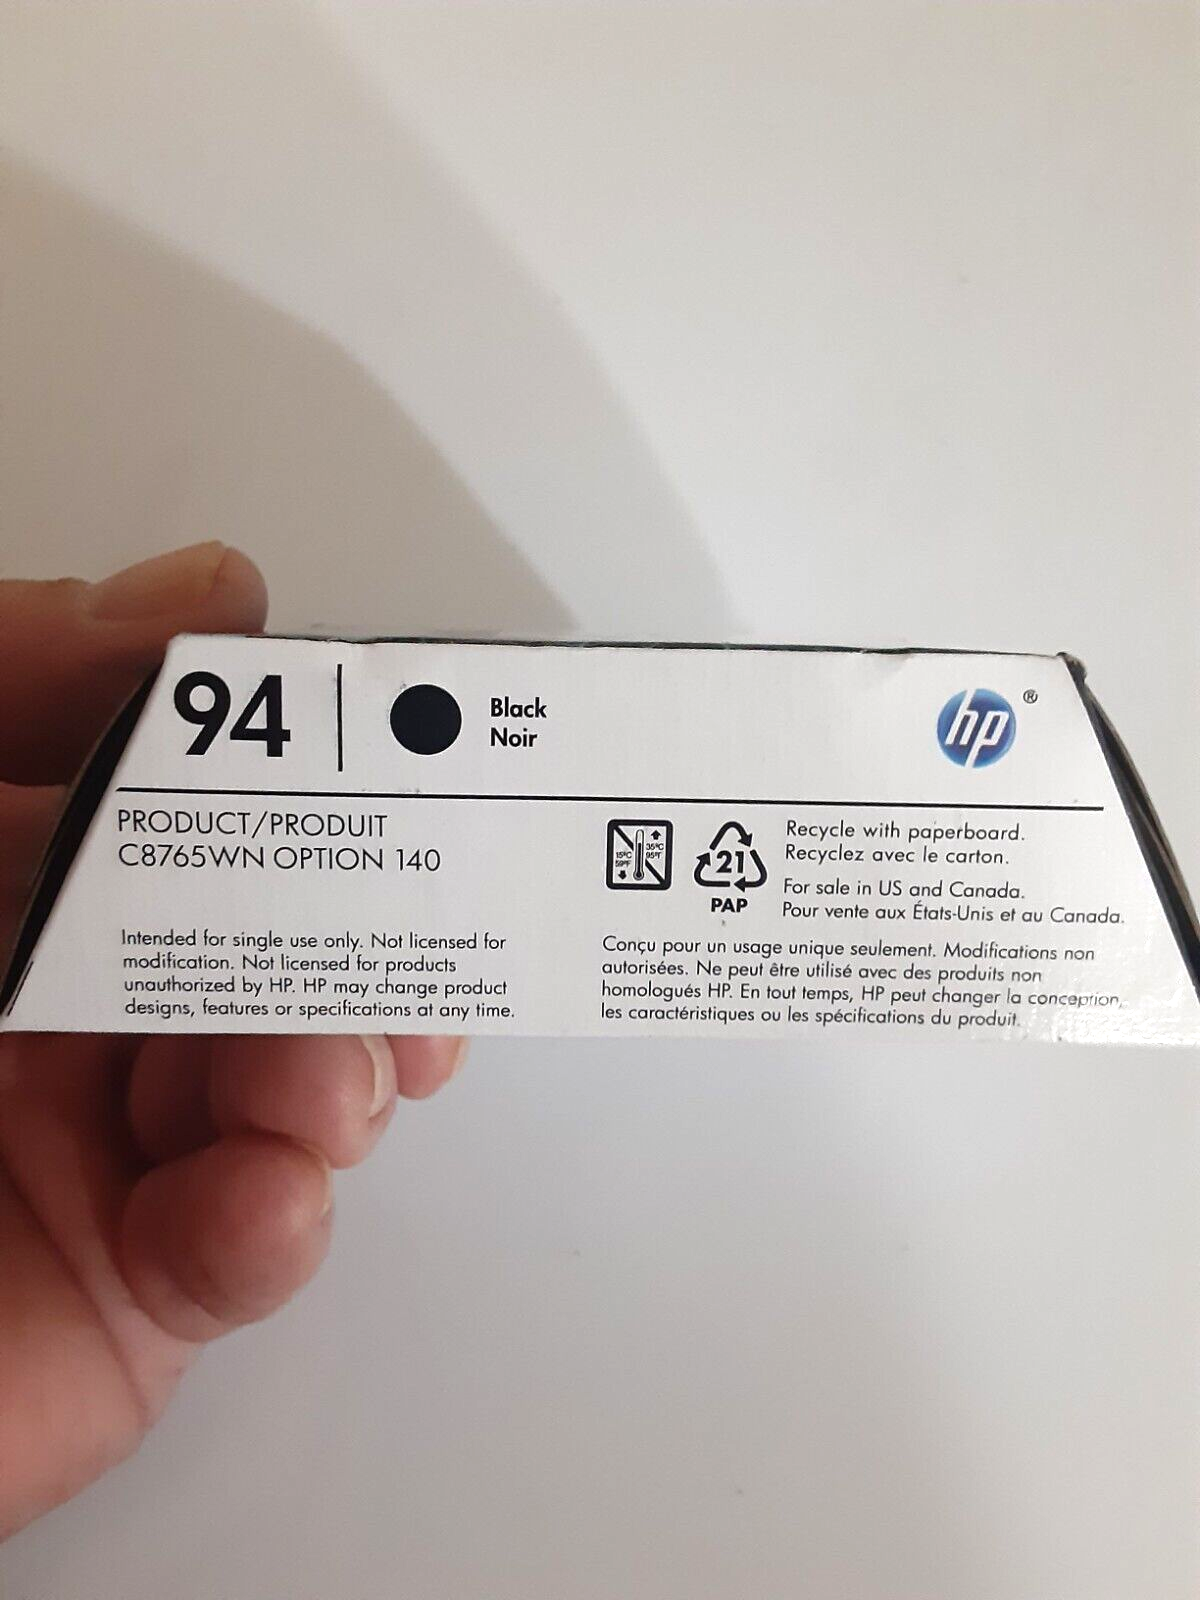 94
Black
Noir
hp®
PRODUCT/PRODUIT
C8765WN OPTION 140
15°C
59°F
35°C
95°F
21
PAP
Recycle with paperboard.
Recyclez avec le carton.
For sale in US and Canada.
Pour vente aux États-Unis et au Canada.
Intended for single use only. Not licensed for
modification. Not licensed for products
unauthorized by HP. HP may change product
designs, features or specifications at any time.
Conçu pour un usage unique seulement. Modifications non
autorisées. Ne peut être utilisé avec des produits non
homologués HP. En tout temps, HP peut changer la conception,
les caractéristiques ou les spécifications du produit.